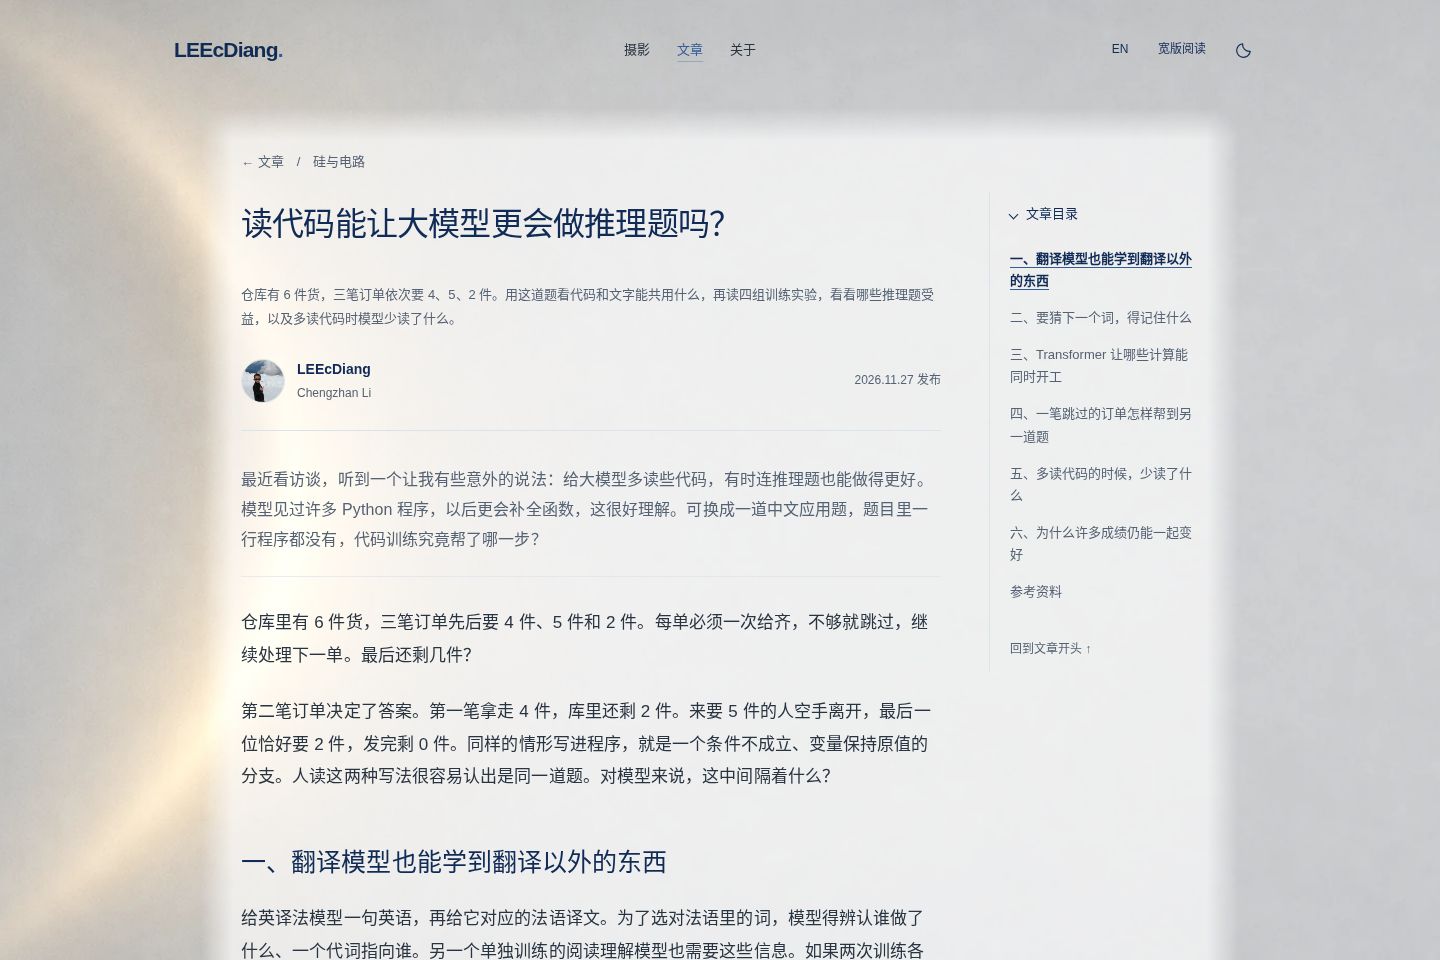 LEEcDiang.
摄影
文章
关于
EN
宽版阅读
← 文章 / 硅与电路
读代码能让大模型更会做推理题吗？
仓库有 6 件货，三笔订单依次要 4、5、2 件。用这道题看代码和文字能共用什么，再读四组训练实验，看看哪些推理题受
益，以及多读代码时模型少读了什么。
LEEcDiang
Chengzhan Li
2026.11.27 发布
最近看访谈，听到一个让我有些意外的说法：给大模型多读些代码，有时连推理题也能做得更好。
模型见过许多 Python 程序，以后更会补全函数，这很好理解。可换成一道中文应用题，题目里一
行程序都没有，代码训练究竟帮了哪一步？
仓库里有 6 件货，三笔订单先后要 4 件、5 件和 2 件。每单必须一次给齐，不够就跳过，继
续处理下一单。最后还剩几件？
第二笔订单决定了答案。第一笔拿走 4 件，库里还剩 2 件。来要 5 件的人空手离开，最后一
位恰好要 2 件，发完剩 0 件。同样的情形写进程序，就是一个条件不成立、变量保持原值的
分支。人读这两种写法很容易认出是同一道题。对模型来说，这中间隔着什么？
一、翻译模型也能学到翻译以外的东西
给英译法模型一句英语，再给它对应的法语译文。为了选对法语里的词，模型得辨认谁做了
什么、一个代词指向谁。另一个单独训练的阅读理解模型也需要这些信息。如果两次训练各
文章目录
一、翻译模型也能学到翻译以外
的东西
二、要猜下一个词，得记住什么
三、Transformer 让哪些计算能
同时开工
四、一笔跳过的订单怎样帮到另
一道题
五、多读代码的时候，少读了什
么
六、为什么许多成绩仍能一起变
好
参考资料
回到文章开头 ↑